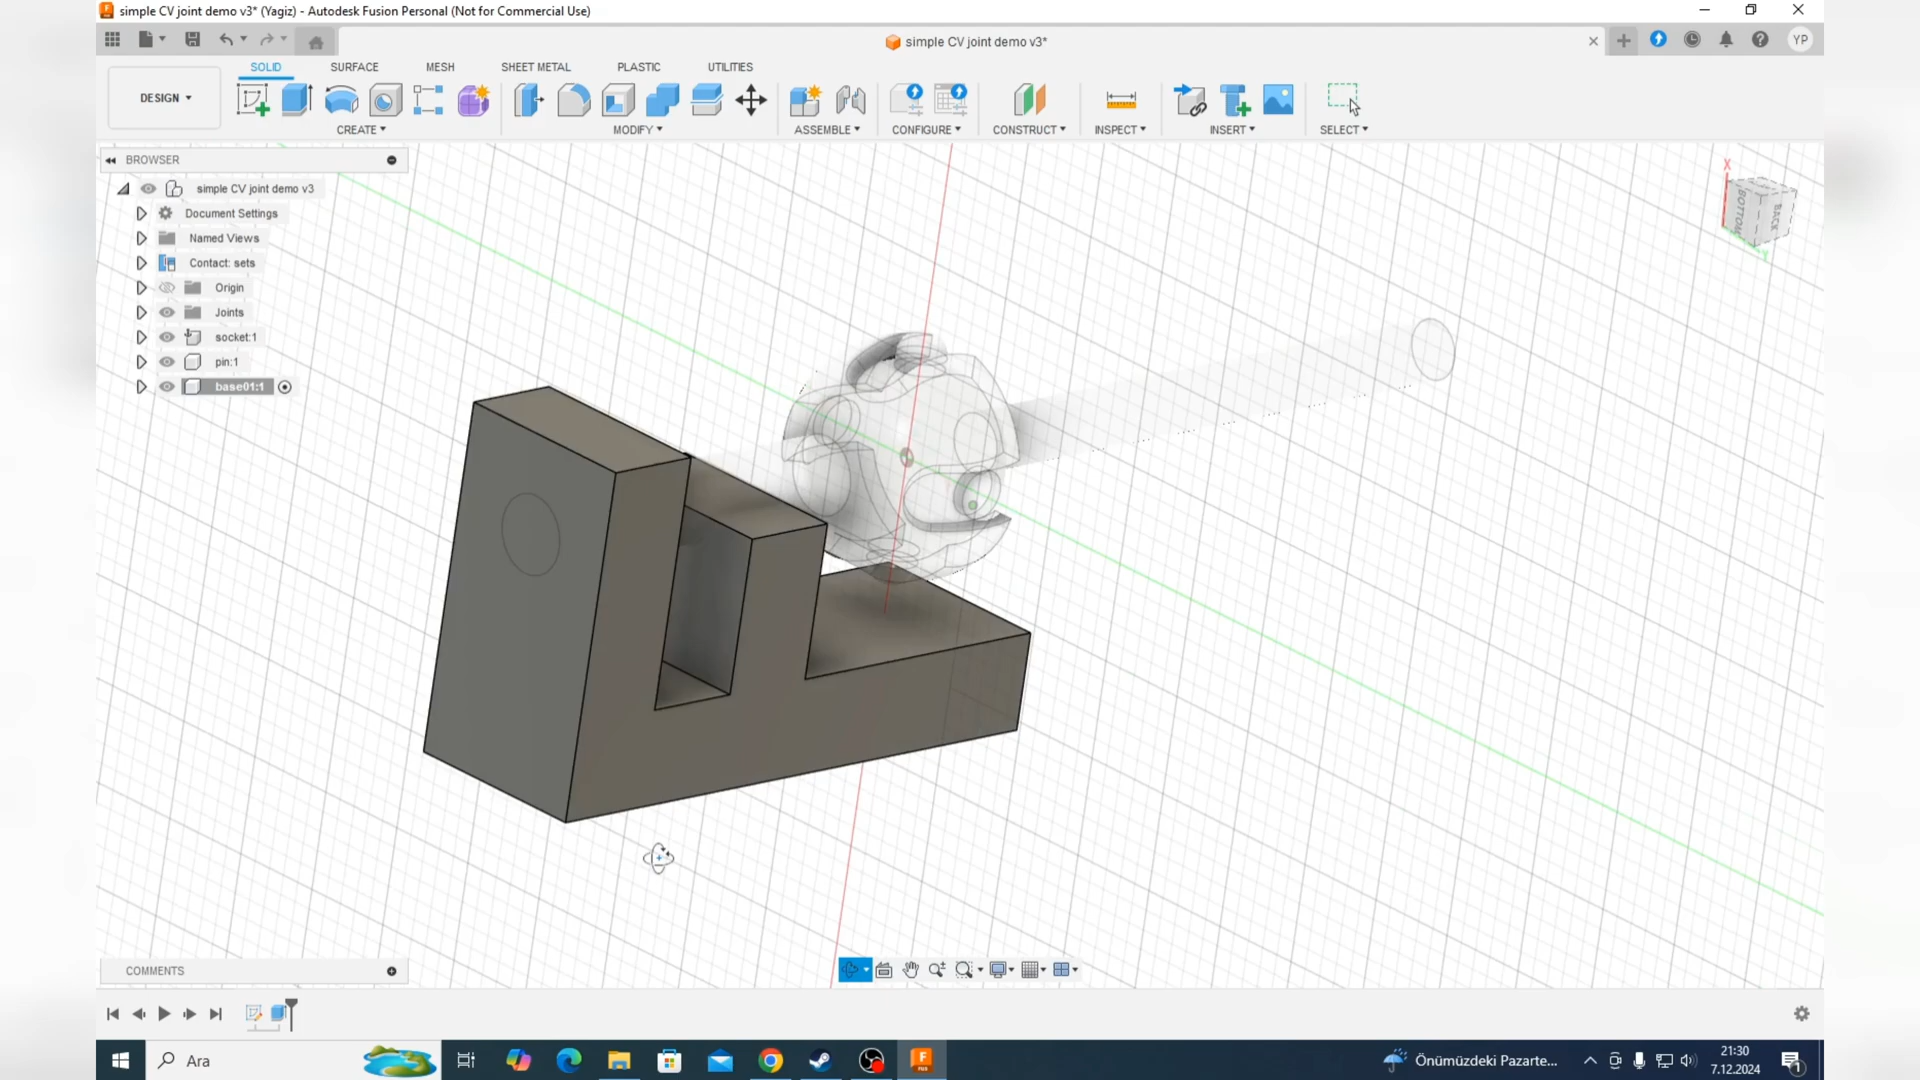 simple CV joint demo v3* (Yagiz) - Autodesk Fusion Personal (Not for Commercial Use)
simple CV joint demo v3*
YP
DESIGN
SOLID SURFACE MESH SHEET METAL PLASTIC UTILITIES
CREATE MODIFY ASSEMBLE CONFIGURE CONSTRUCT INSPECT INSERT SELECT
BROWSER
simple CV joint demo v3
Document Settings
Named Views
Contact: sets
Origin
Joints
socket:1
pin:1
base01:1
X
BOTTOM
BACK
Y
COMMENTS
Ara
Önümüzdeki Pazarte...
21:30
7.12.2024
1